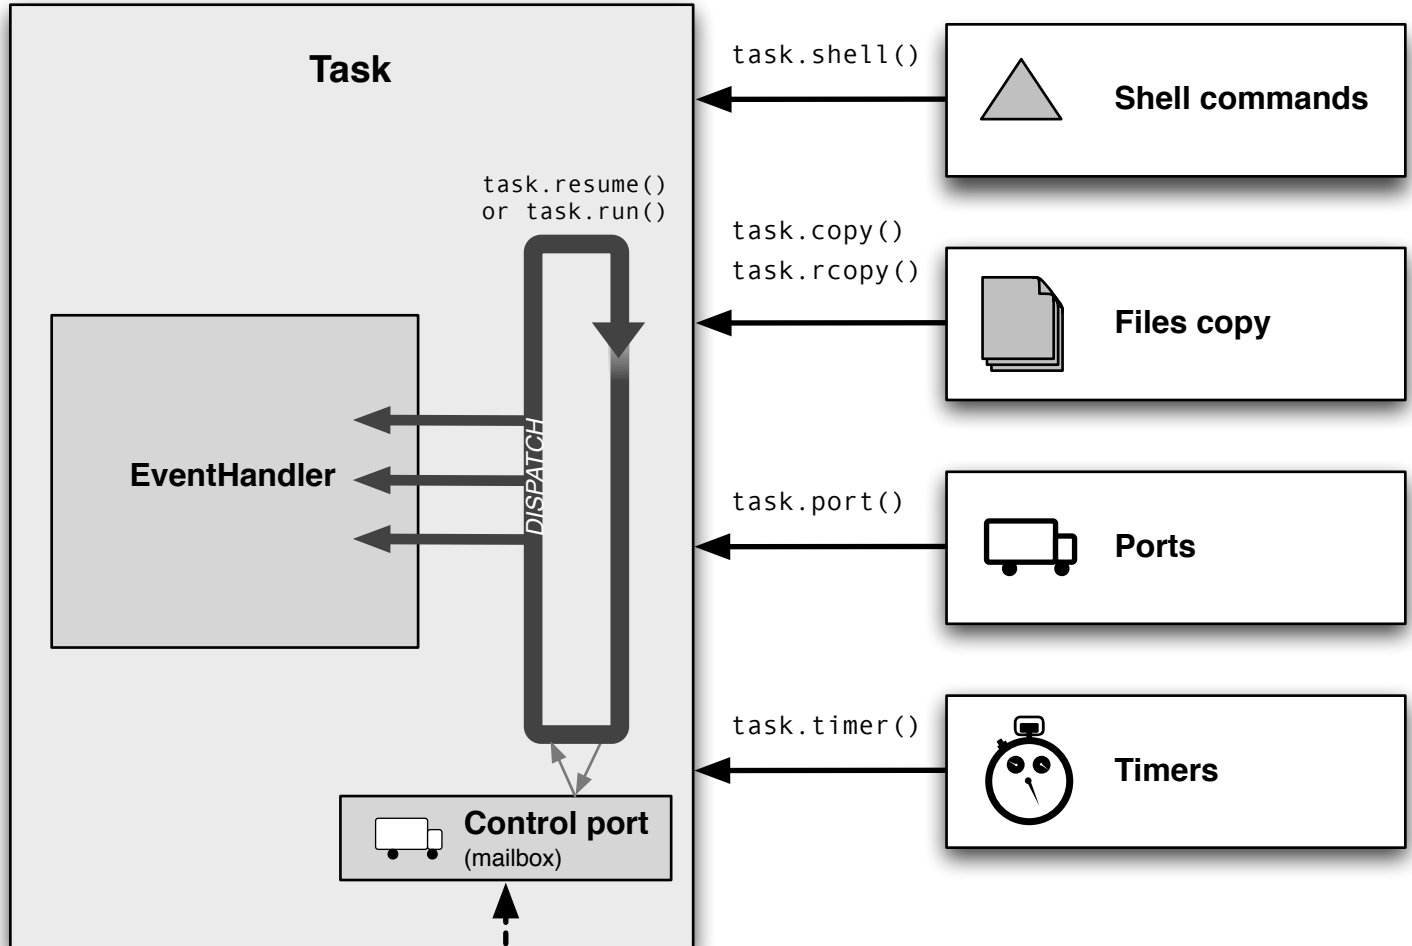 Task
task.resume()
or task.run()
EventHandler
DISPATCH
Control port
(mailbox)
task.shell()
Shell commands
task.copy()
task.rcopy()
Files copy
task.port()
Ports
task.timer()
Timers